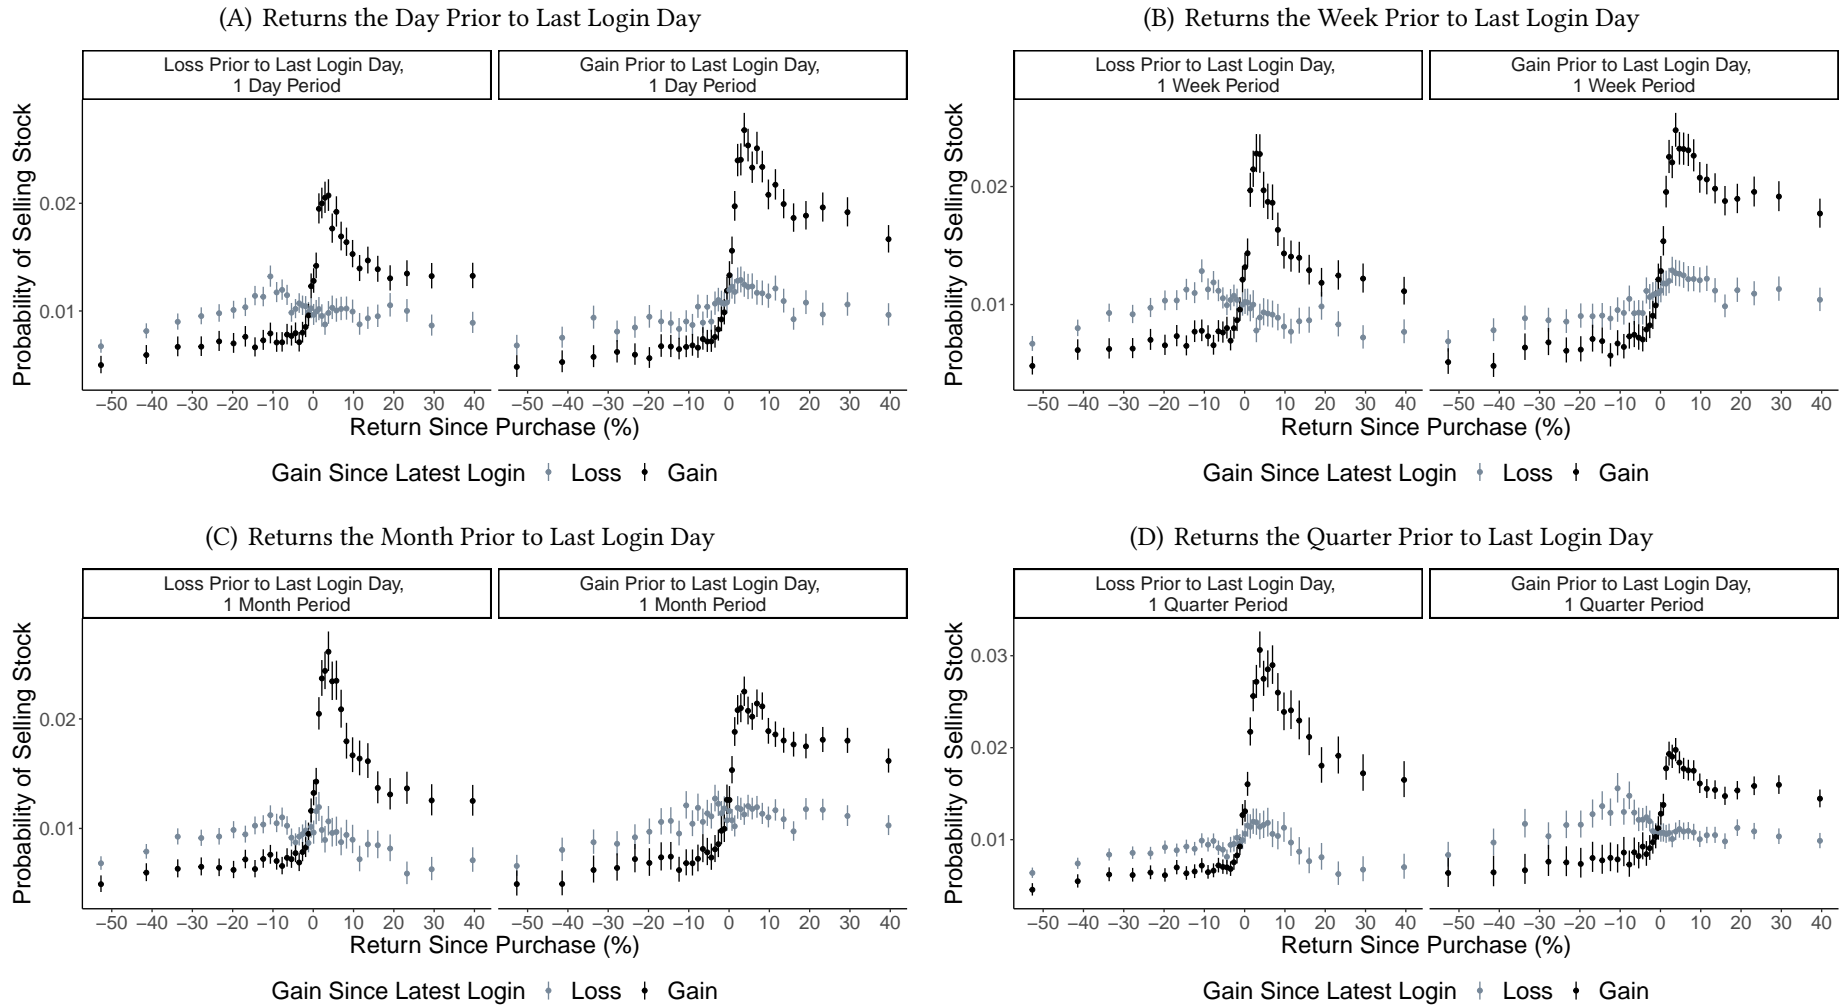 (A) Returns the Day Prior to Last Login Day
Loss Prior to Last Login Day,
1 Day Period
Gain Prior to Last Login Day,
1 Day Period
Probability of Selling Stock
0.02
0.01
−50 −40 −30 −20 −10 0 10 20 30 40
−50 −40 −30 −20 −10 0 10 20 30 40
Return Since Purchase (%)
Gain Since Latest Login Loss Gain
(B) Returns the Week Prior to Last Login Day
Loss Prior to Last Login Day,
1 Week Period
Gain Prior to Last Login Day,
1 Week Period
Probability of Selling Stock
0.02
0.01
−50 −40 −30 −20 −10 0 10 20 30 40
−50 −40 −30 −20 −10 0 10 20 30 40
Return Since Purchase (%)
Gain Since Latest Login Loss Gain
(C) Returns the Month Prior to Last Login Day
Loss Prior to Last Login Day,
1 Month Period
Gain Prior to Last Login Day,
1 Month Period
Probability of Selling Stock
0.02
0.01
−50 −40 −30 −20 −10 0 10 20 30 40
−50 −40 −30 −20 −10 0 10 20 30 40
Return Since Purchase (%)
Gain Since Latest Login Loss Gain
(D) Returns the Quarter Prior to Last Login Day
Loss Prior to Last Login Day,
1 Quarter Period
Gain Prior to Last Login Day,
1 Quarter Period
Probability of Selling Stock
0.03
0.02
0.01
−50 −40 −30 −20 −10 0 10 20 30 40
−50 −40 −30 −20 −10 0 10 20 30 40
Return Since Purchase (%)
Gain Since Latest Login Loss Gain